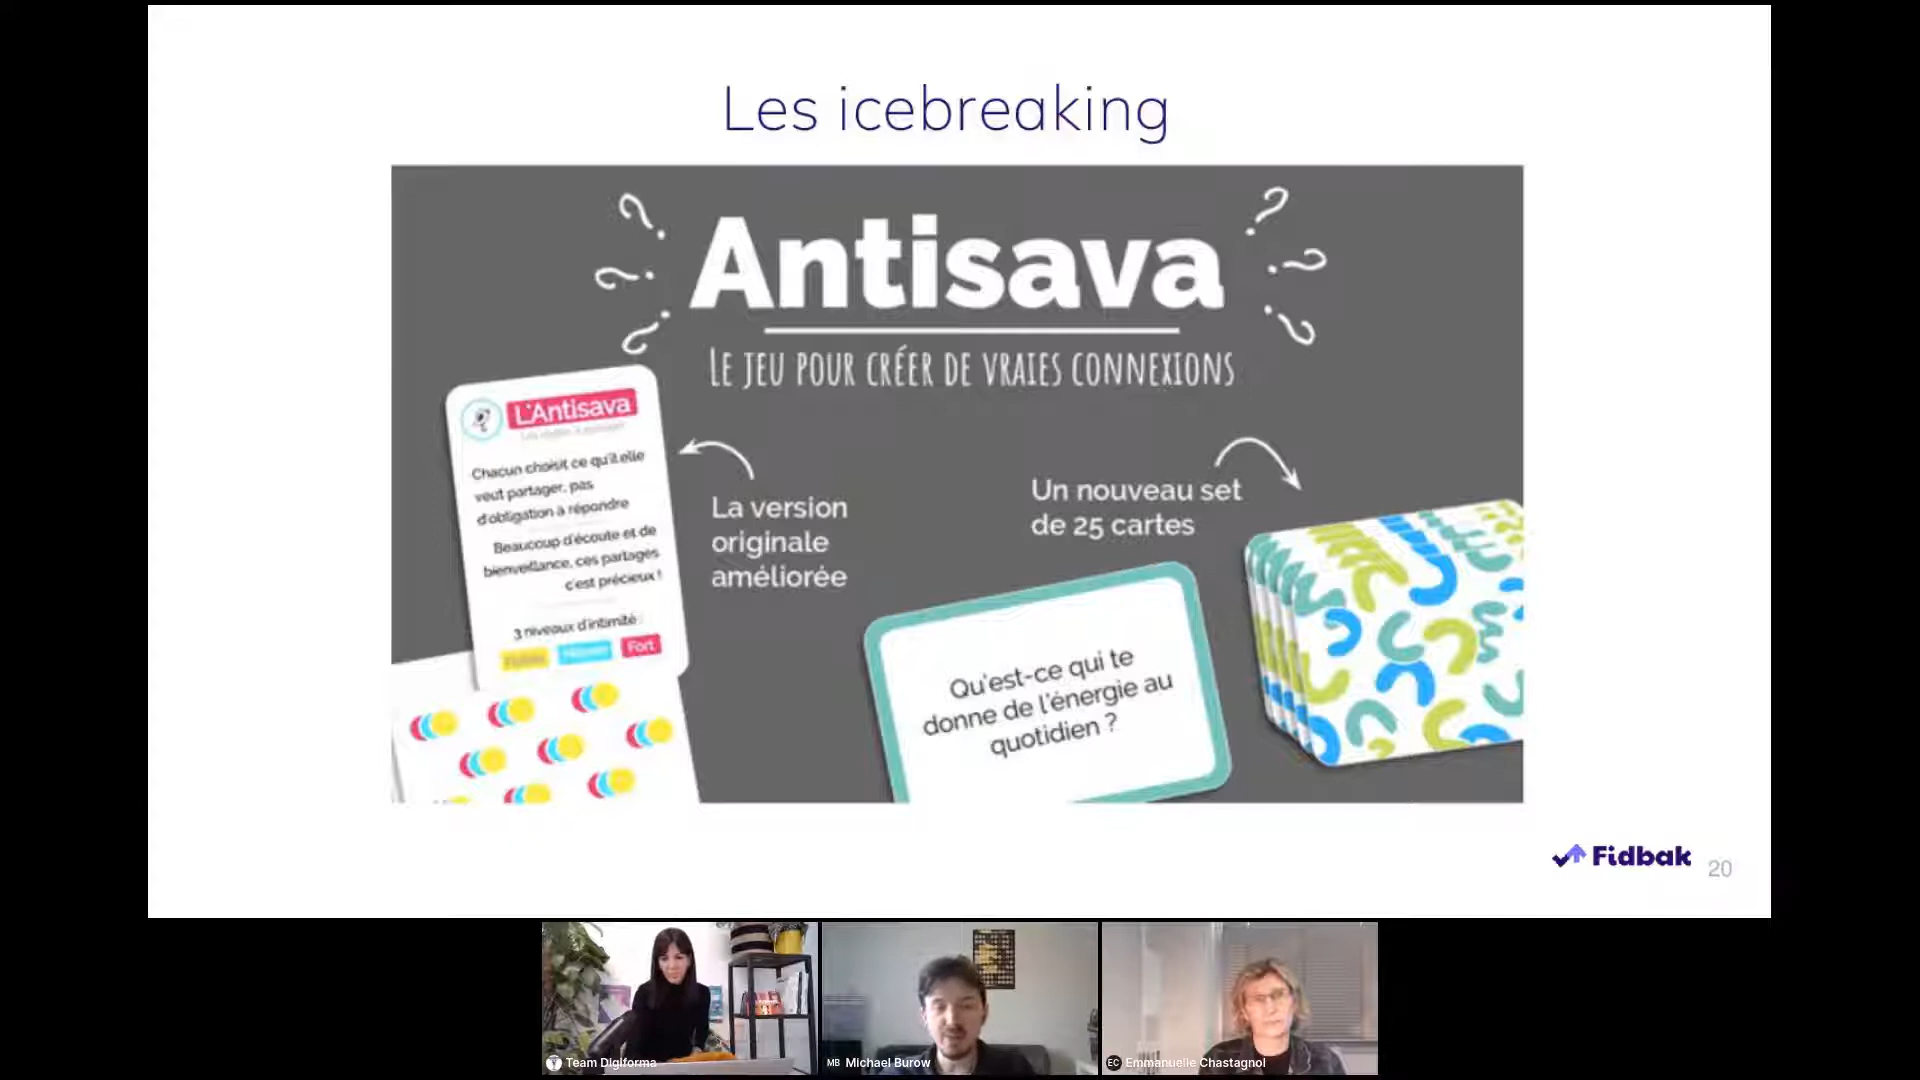 Les icebreaking
Antisava
LE JEU POUR CRÉER DE VRAIES CONNEXIONS
L'Antisava
Chacun choisit ce qu'il.elle
veut partager, pas
d'obligation à répondre
Beaucoup d'écoute et de
bienveillance, ces partages
c'est précieux !
3 niveaux d'intimité :
Fort
La version
originale
améliorée
Un nouveau set
de 25 cartes
Qu'est-ce qui te
donne de l'énergie au
quotidien ?
Fidbak
20
Team Digiforma
MB Michael Burow
EC Emmanuelle Chastagnol